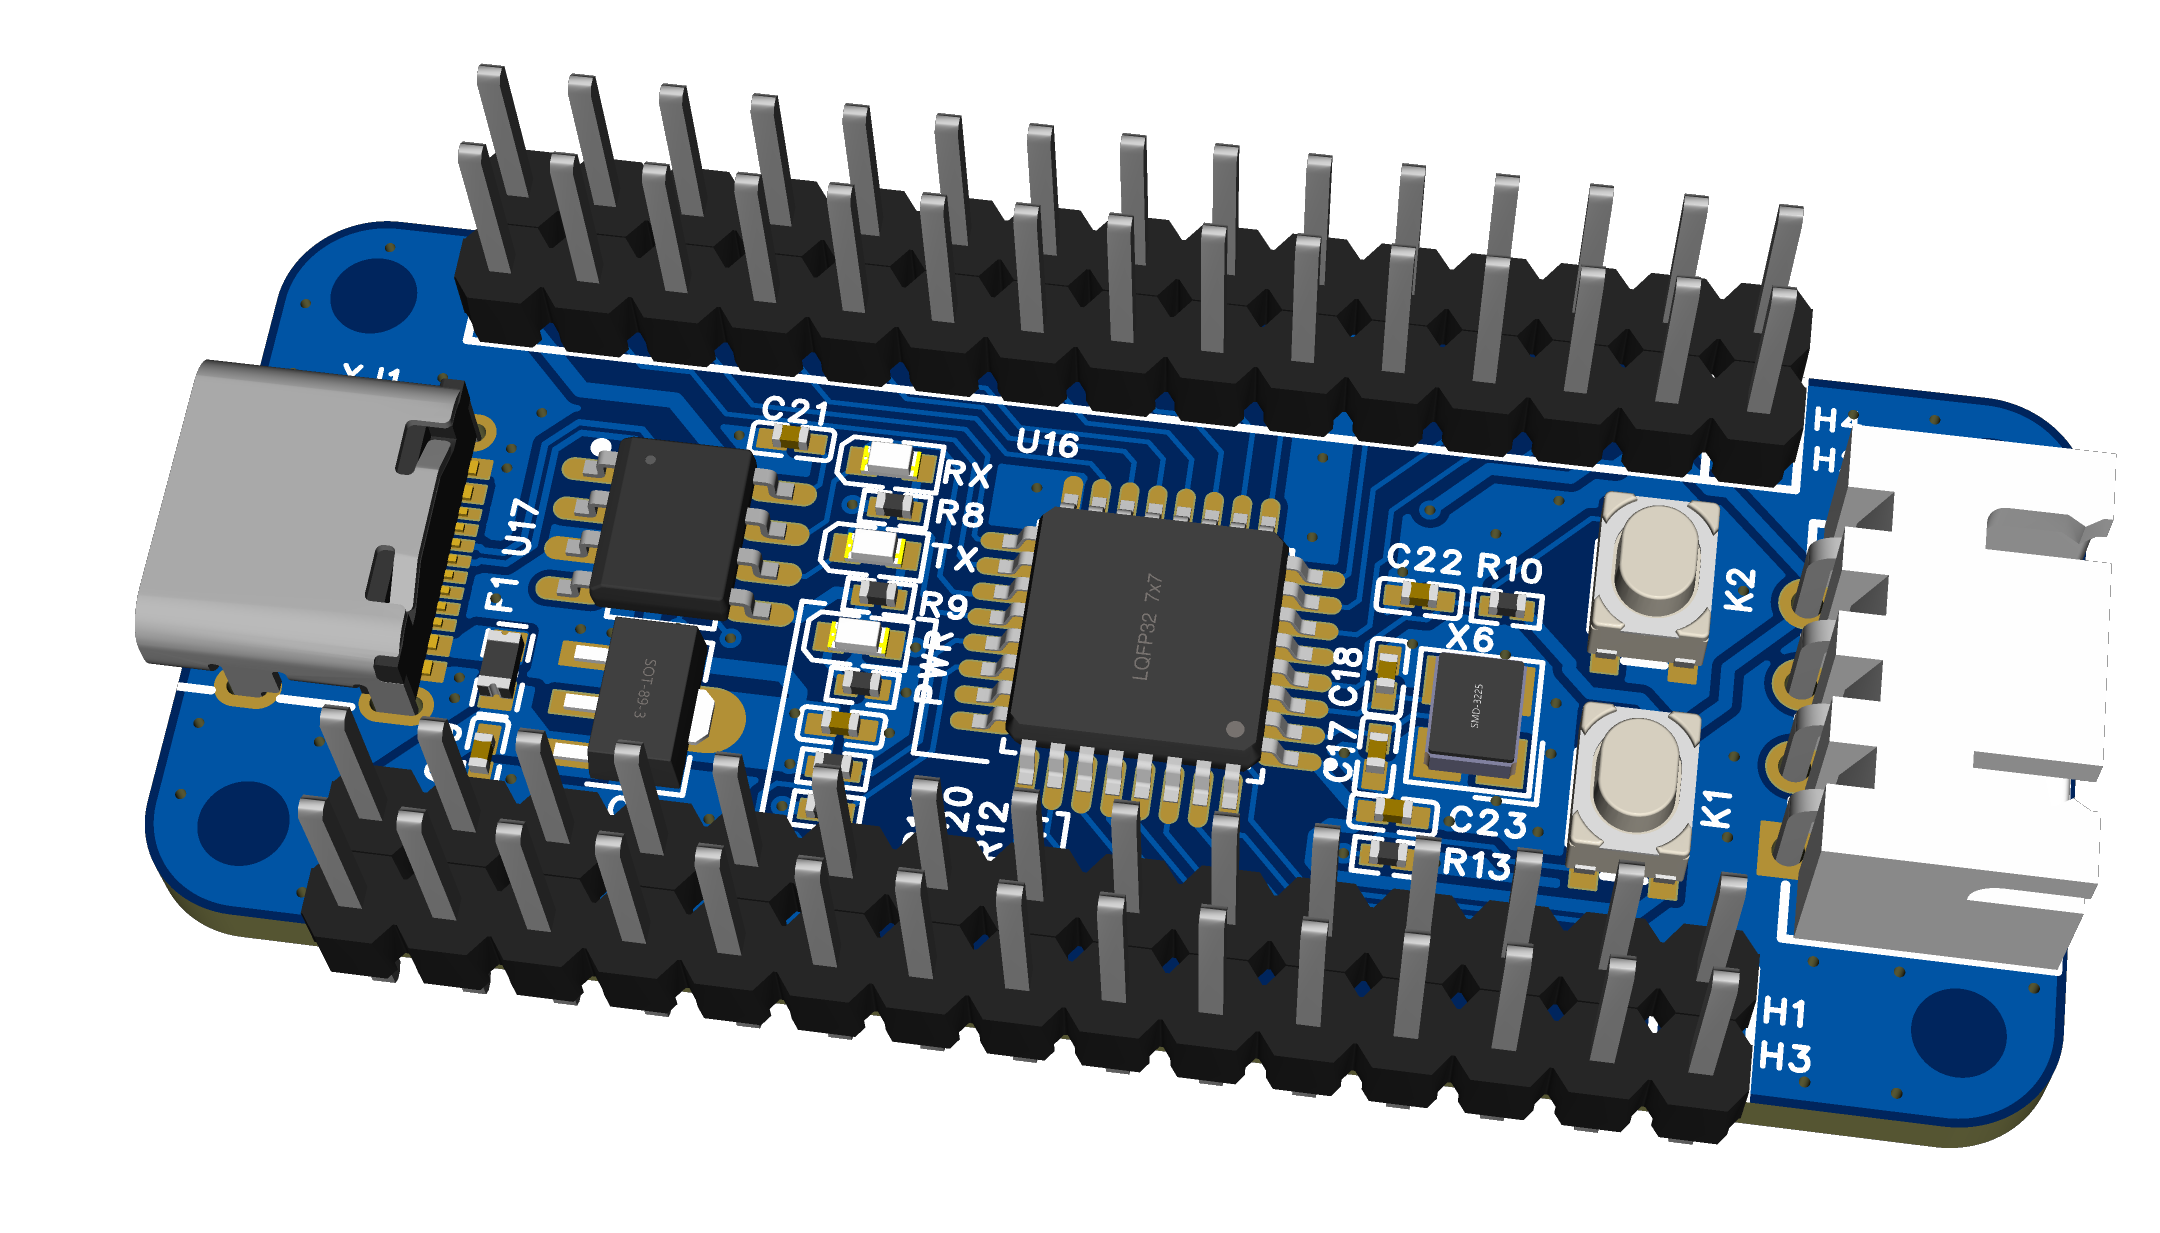 XJ1
C21
U16
RX
R8
TX
R9
PWR
U17
F1
SOT-89-3
LQFP32 7x7
C22
R10
X6
C18
C17
SMD-3225
C23
R13
K2
K1
R12
H1
H3